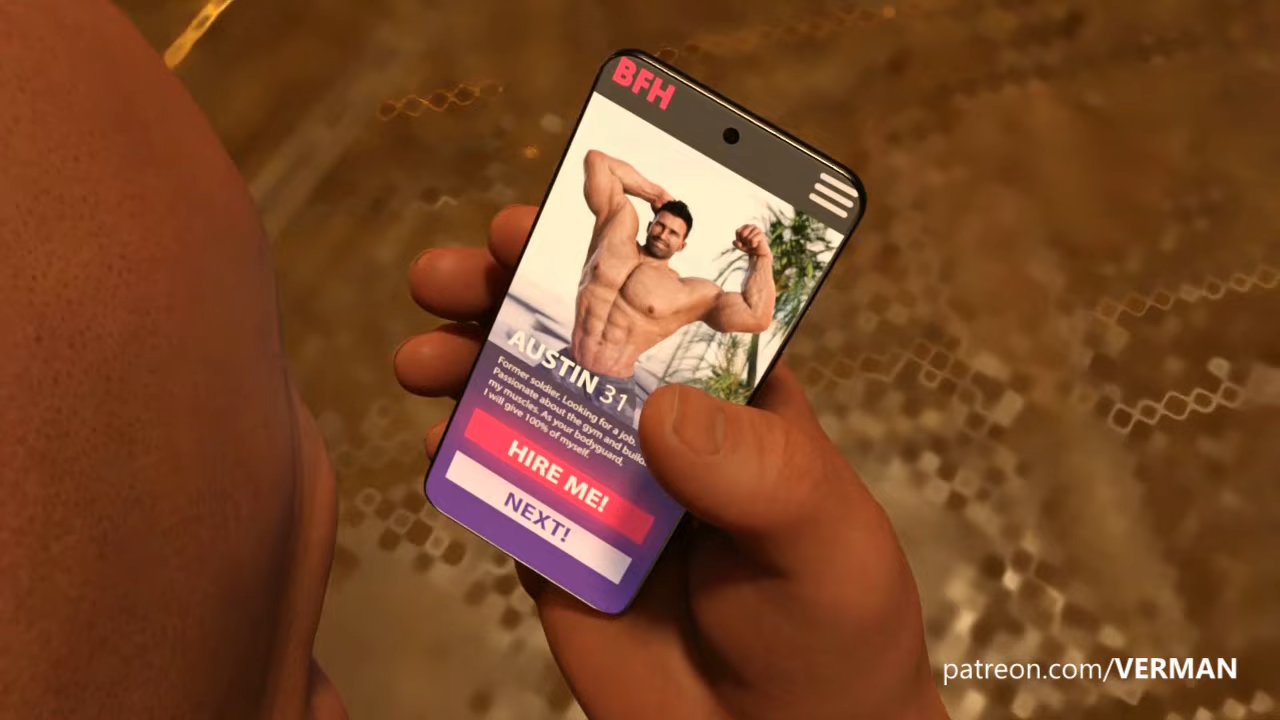 BFH
AUSTIN 31
Former soldier. Looking for a job.
Passionate about the gym and build
my muscles. As your bodyguard,
I will give 100% of myself.
HIRE ME!
NEXT!
patreon.com/VERMAN